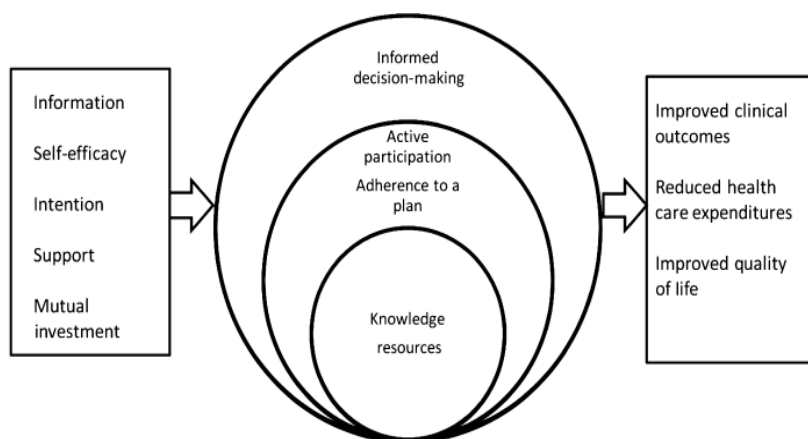 Information
Self-efficacy
Intention
Support
Mutual
investment
Informed
decision-making
Active
participation
Adherence to a
plan
Knowledge
resources
Improved clinical
outcomes
Reduced health
care expenditures
Improved quality
of life